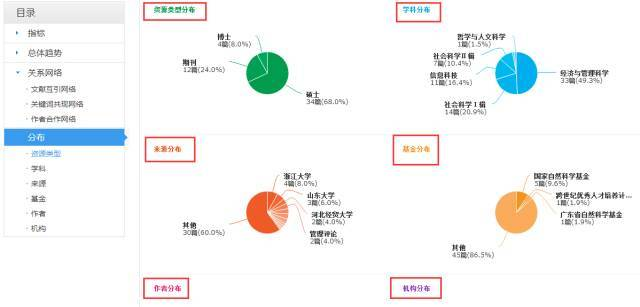 目录
指标
总体趋势
关系网络
· 文献互引网络
· 关键词共现网络
· 作者合作网络
分布
· 资源类型
· 学科
· 来源
· 基金
· 作者
· 机构
资源类型分布
博士
4篇(8.0%)
期刊
12篇(24.0%)
硕士
34篇(68.0%)
学科分布
哲学与人文科学
1篇(1.5%)
社会科学Ⅱ辑
7篇(10.4%)
信息科技
11篇(16.4%)
社会科学Ⅰ辑
14篇(20.9%)
经济与管理科学
33篇(49.3%)
来源分布
浙江大学
4篇(8.0%)
山东大学
3篇(6.0%)
河北经贸大学
2篇(4.0%)
管理评论
2篇(4.0%)
其他
30篇(60.0%)
基金分布
国家自然科学基金
5篇(9.6%)
跨世纪优秀人才培养计...
1篇(1.9%)
广东省自然科学基金
1篇(1.9%)
其他
45篇(86.5%)
作者分布
机构分布